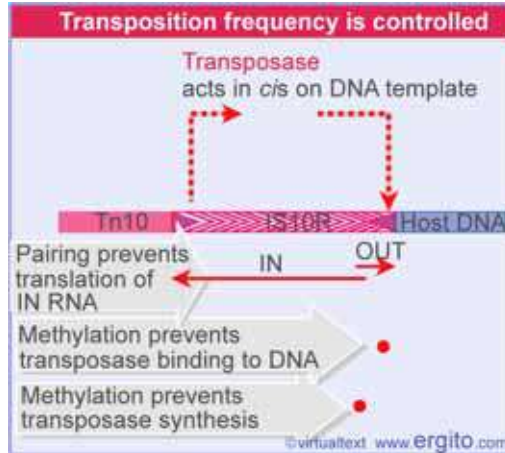 Transposition frequency is controlled
Transposase
acts in cis on DNA template
Tn10
IS10R
Host DNA
Pairing prevents
translation of
IN RNA
IN
OUT
Methylation prevents
transposase binding to DNA
Methylation prevents
transposase synthesis
©virtualtext www.ergito.com